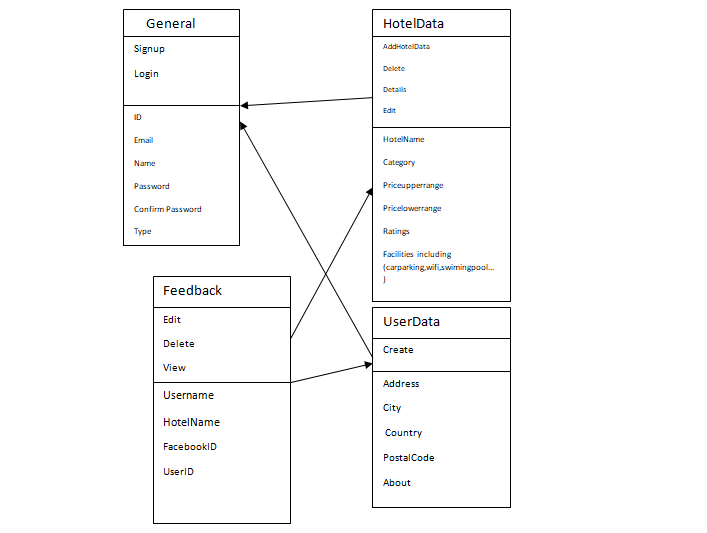 General
Signup
Login
ID
Email
Name
Password
Confirm Password
Type
HotelData
AddHotelData
Delete
Details
Edit
HotelName
Category
Priceupperrange
Pricelowerrange
Ratings
Facilities including
(carparking,wifi,swimingpool...
)
Feedback
Edit
Delete
View
Username
HotelName
FacebookID
UserID
UserData
Create
Address
City
Country
PostalCode
About